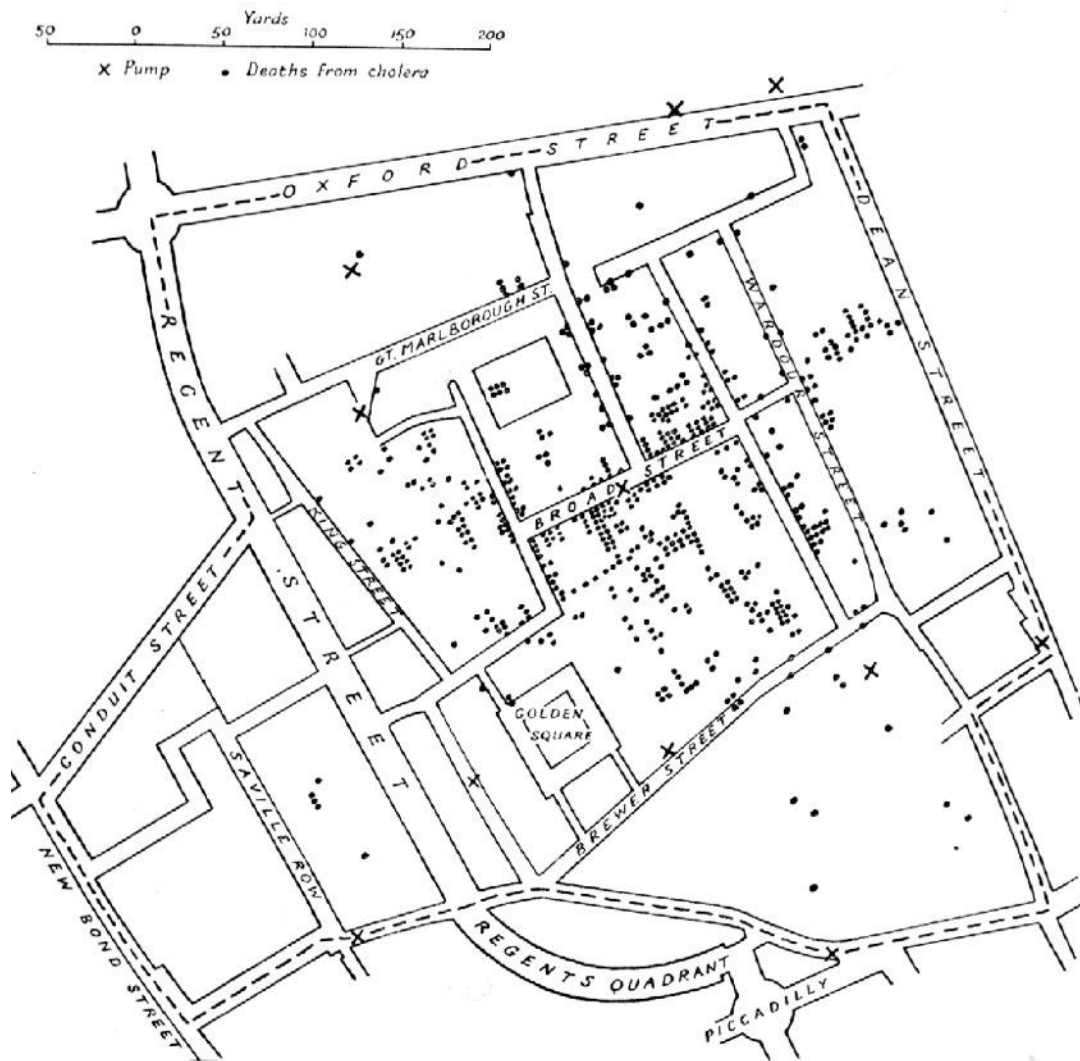 Yards
50 0 50 100 150 200
× Pump • Deaths from cholera
OXFORD STREET
DEAN STREET
WARDOUR STREET
GT. MARLBOROUGH ST.
REGENT STREET
BROAD STREET
KING STREET
CONDUIT STREET
GOLDEN
SQUARE
BREWER STREET
SAVILLE ROW
NEW BOND STREET
REGENTS QUADRANT
PICCADILLY